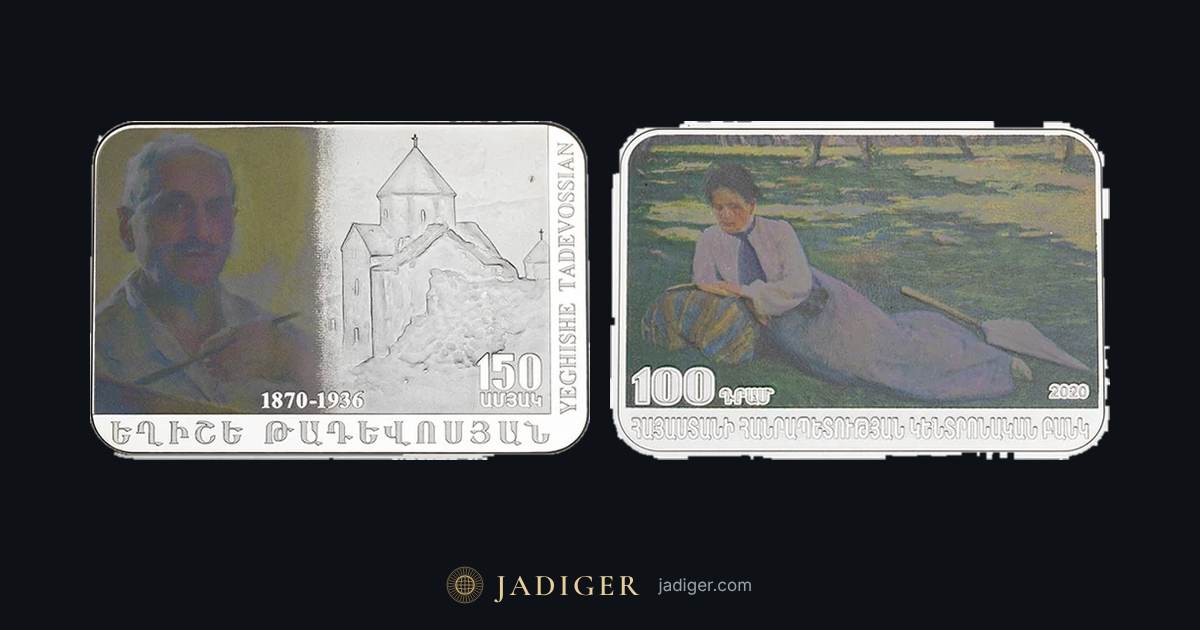 YEGHISHE TADEVOSSIAN
150
ԱՄՅԱԿ
1870-1936
ԵՂԻՇԵ ԹԱԴԵՎՈՍՅԱՆ
100 ԴՐԱՄ
2020
ՀԱՅԱՍՏԱՆԻ ՀԱՆՐԱՊԵՏՈՒԹՅԱՆ ԿԵՆՏՐՈՆԱԿԱՆ ԲԱՆԿ
JADIGER jadiger.com